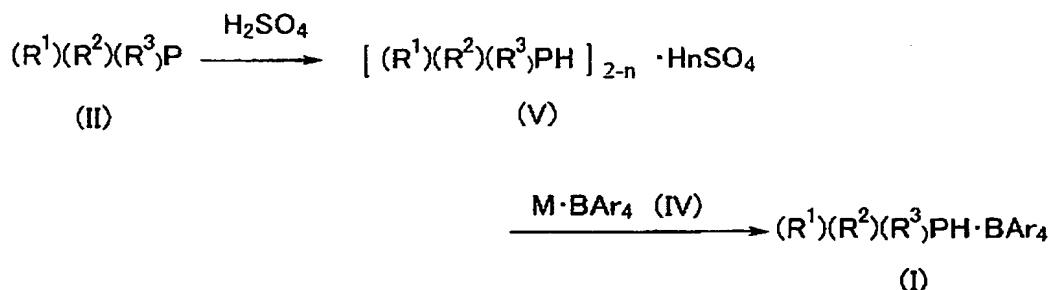 (R¹)(R²)(R³)P H₂SO₄ [ (R¹)(R²)(R³)PH ] ₂₋ₙ ·HnSO₄
(II) (V)
M·BAr₄ (IV) (R¹)(R²)(R³)PH·BAr₄
(I)